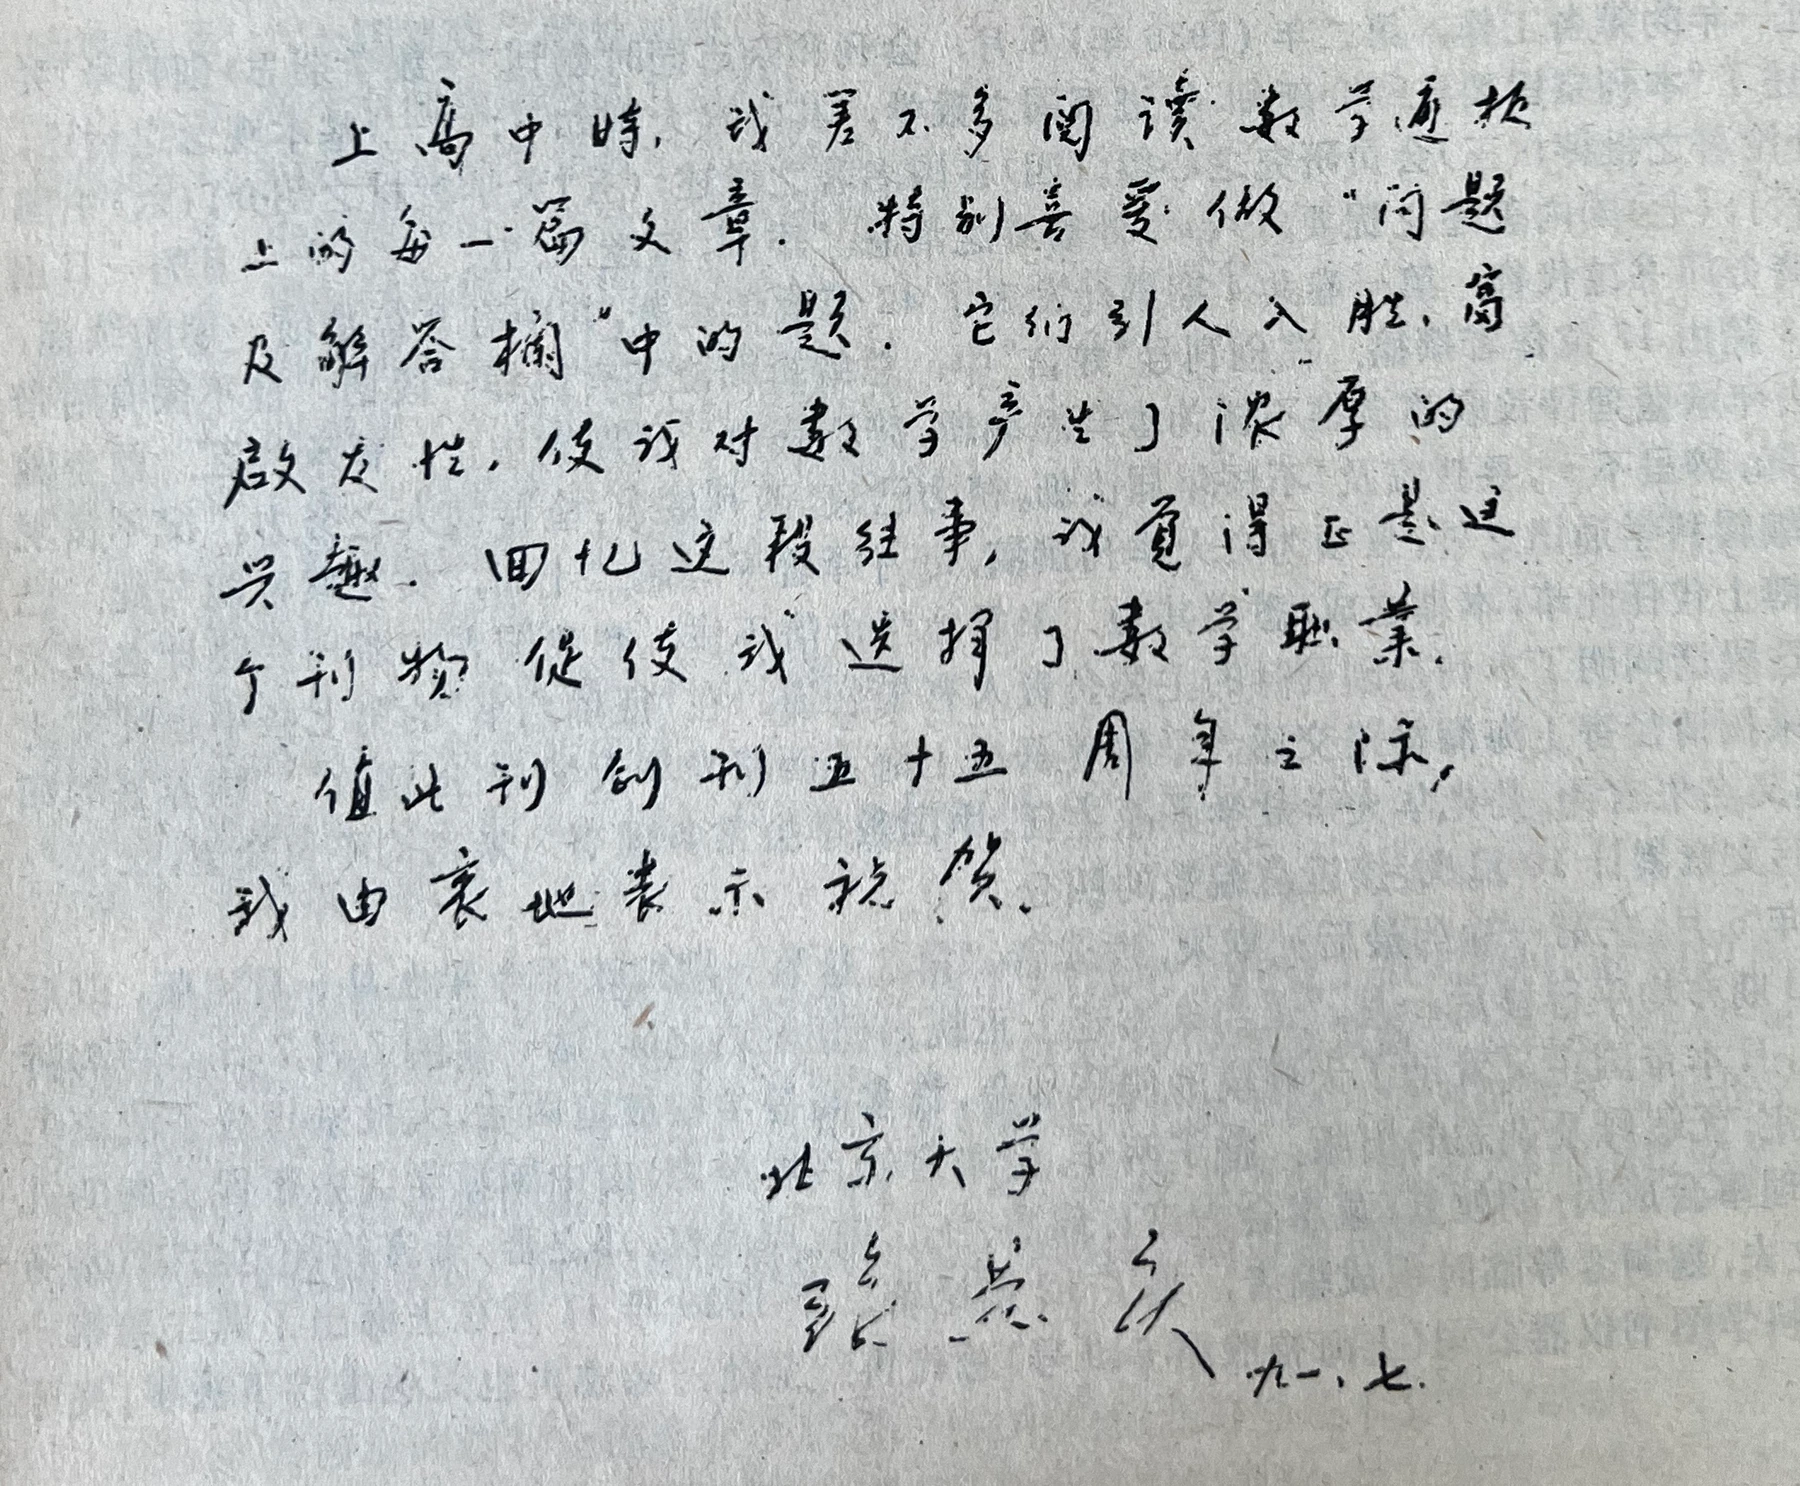 上高中时，我差不多阅读数学通报
上的每一篇文章．特别喜爱做“问题
及解答栏”中的题．它们引人入胜，富
启发性，使我对数学产生了浓厚的
兴趣．回忆这段往事，我觉得正是这
个刊物促使我选择了数学职业．
值此刊创刊五十五周年之际，
我由衷地表示祝贺．
北京大学
张恭庆
九一、七．